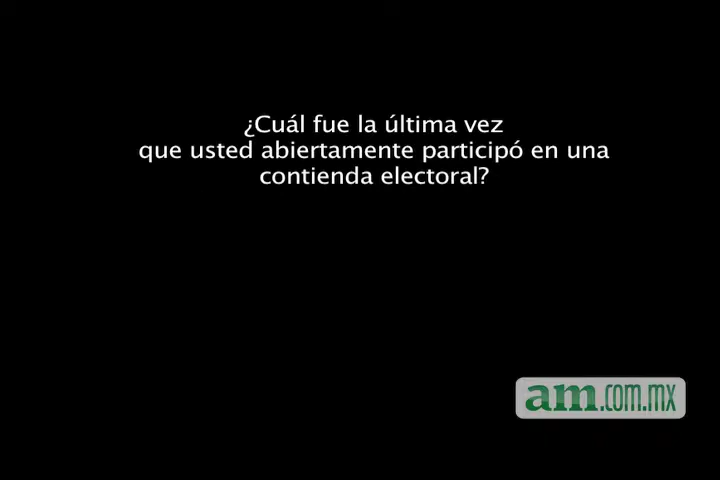 ¿Cuál fue la última vez
que usted abiertamente participó en una
contienda electoral?
am.com.mx